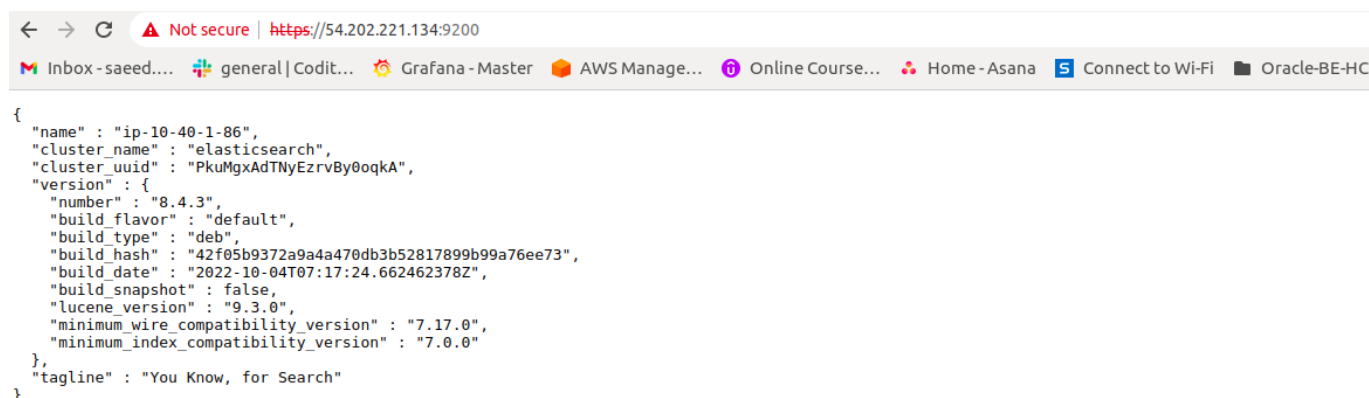 Not secure | https://54.202.221.134:9200
Inbox - saeed.... general | Codit... Grafana - Master AWS Manage... Online Course... Home - Asana Connect to Wi-Fi Oracle-BE-HC
{
"name" : "ip-10-40-1-86",
"cluster_name" : "elasticsearch",
"cluster_uuid" : "PkuMgxAdTNyEzrvBy0oqkA",
"version" : {
"number" : "8.4.3",
"build_flavor" : "default",
"build_type" : "deb",
"build_hash" : "42f05b9372a9a4a470db3b52817899b99a76ee73",
"build_date" : "2022-10-04T07:17:24.662462378Z",
"build_snapshot" : false,
"lucene_version" : "9.3.0",
"minimum_wire_compatibility_version" : "7.17.0",
"minimum_index_compatibility_version" : "7.0.0"
},
"tagline" : "You Know, for Search"
}